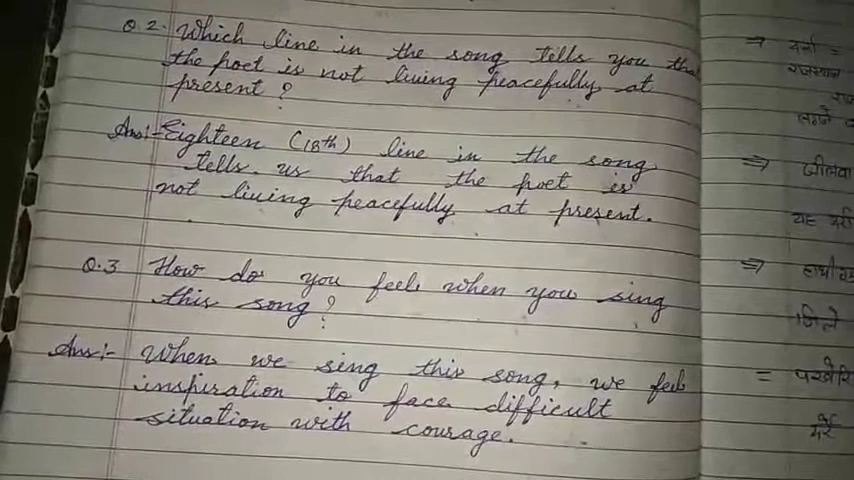 Q.2. Which line in the song tells you that
the poet is not living peacefully at
present ?
Ans:- Eighteen (18th) line in the song
tells us that the poet is
not living peacefully at present.
Q.3 How do you feel when you sing
this song ?
Ans:- When we sing this song, we feel
inspiration to face difficult
situation with courage.
⇒
⇒
यह
⇒
जिले
=